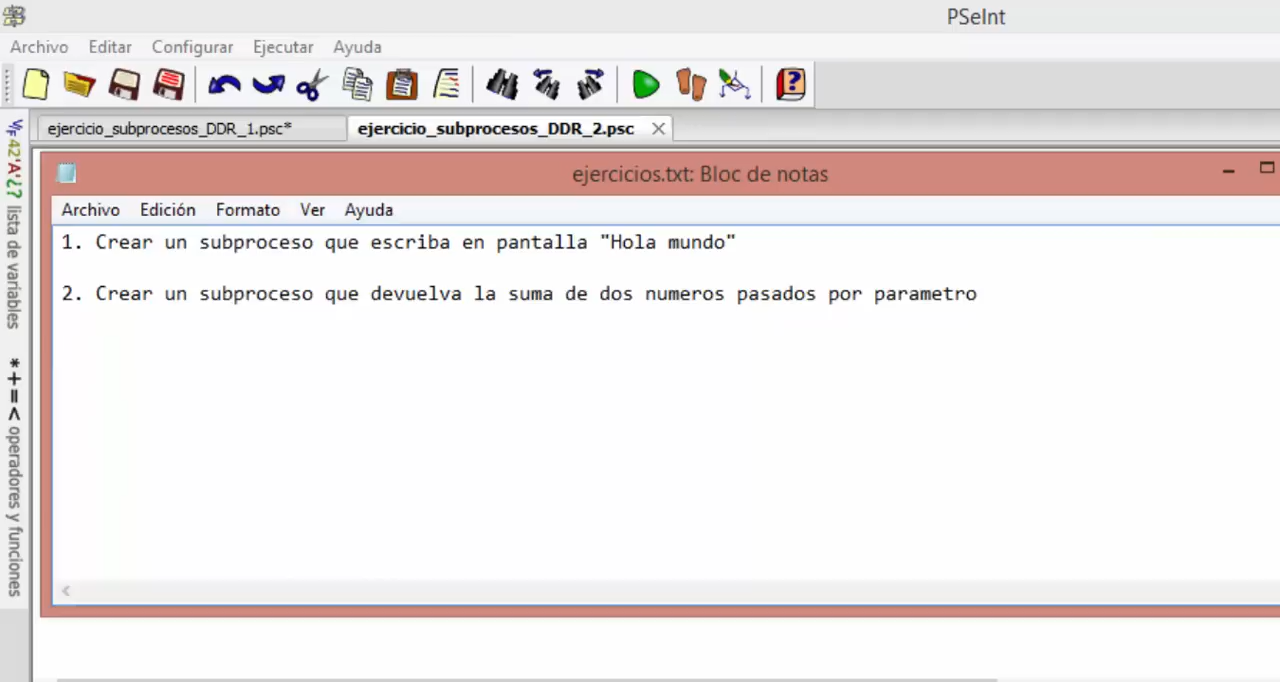 PSeInt
Archivo Editar Configurar Ejecutar Ayuda
ejercicio_subprocesos_DDR_1.psc*
ejercicio_subprocesos_DDR_2.psc
ejercicios.txt: Bloc de notas
Archivo Edición Formato Ver Ayuda
1. Crear un subproceso que escriba en pantalla "Hola mundo"
2. Crear un subproceso que devuelva la suma de dos numeros pasados por parametro
42'A'¿? lista de variables
*+=< operadores y funciones